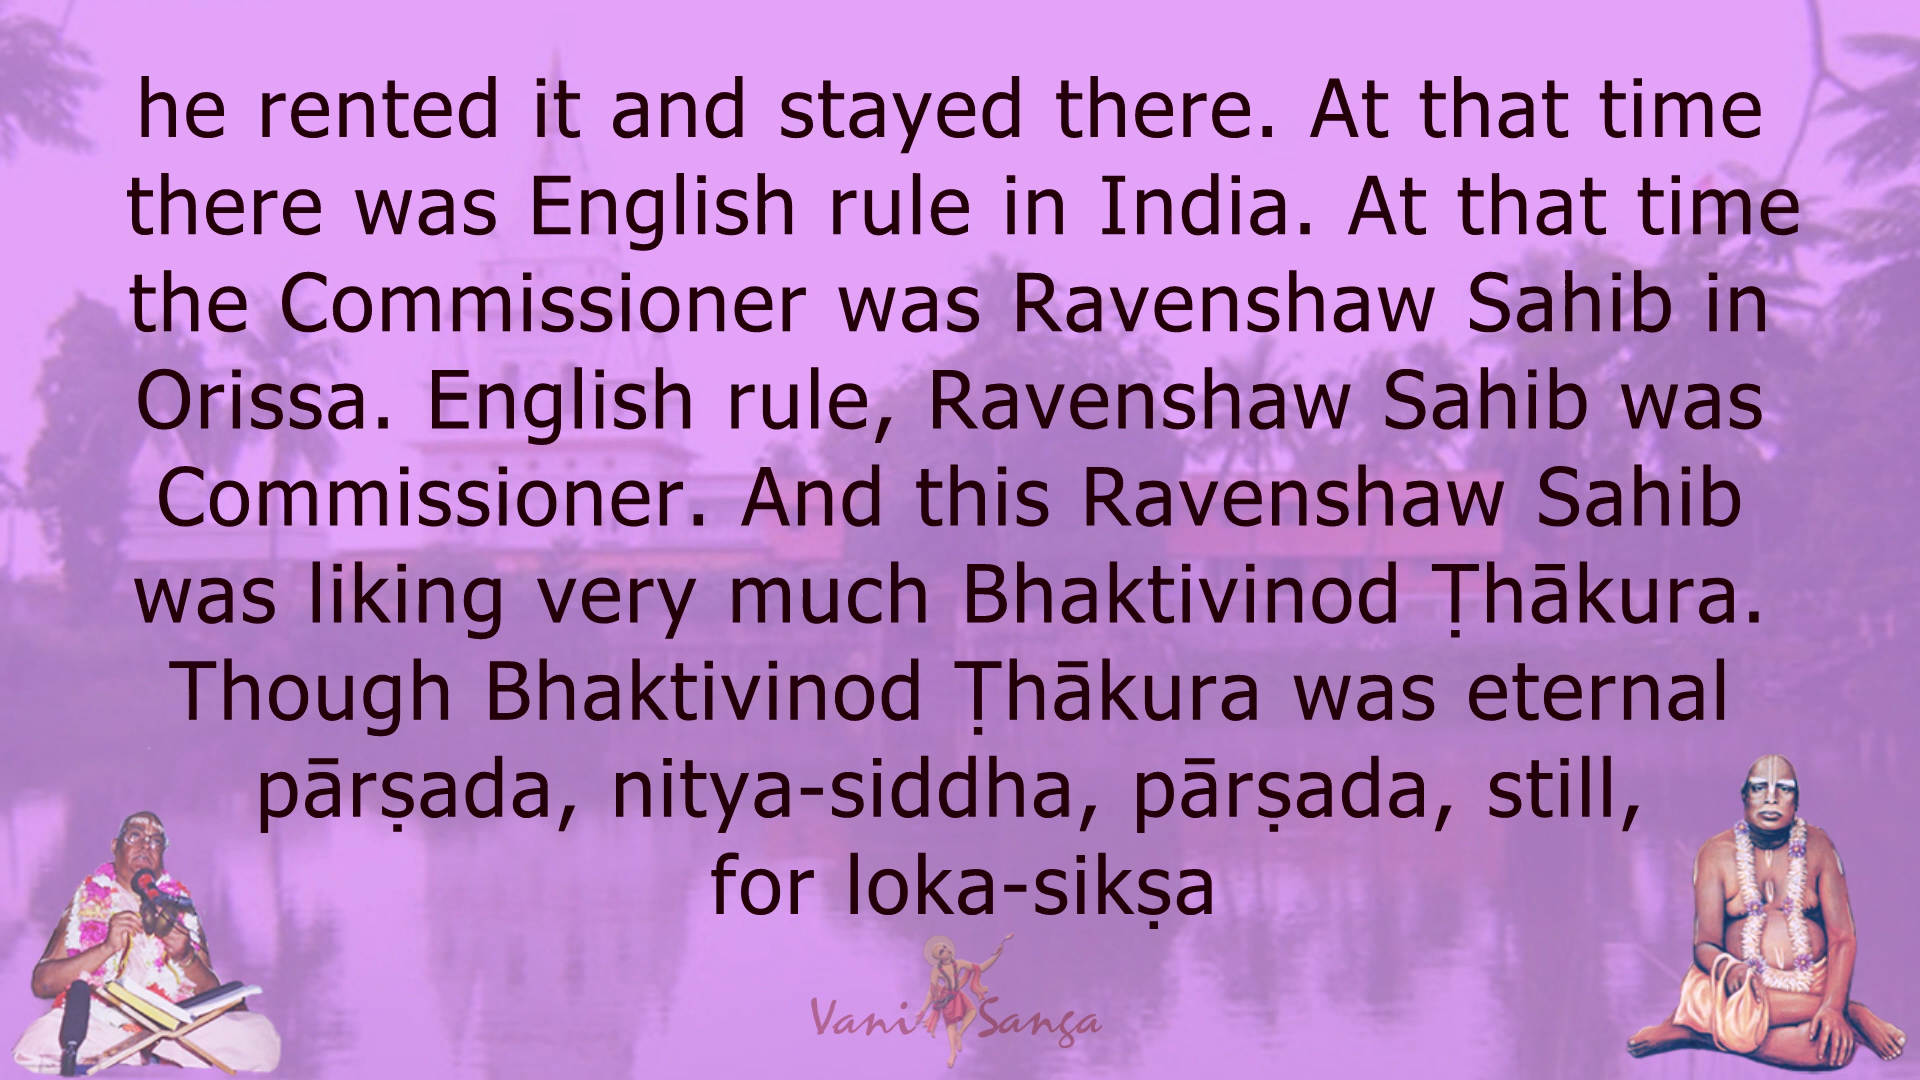 he rented it and stayed there. At that time
there was English rule in India. At that time
the Commissioner was Ravenshaw Sahib in
Orissa. English rule, Ravenshaw Sahib was
Commissioner. And this Ravenshaw Sahib
was liking very much Bhaktivinod Ṭhākura.
Though Bhaktivinod Ṭhākura was eternal
pārṣada, nitya-siddha, pārṣada, still,
for loka-sikṣa
Vani Sanga